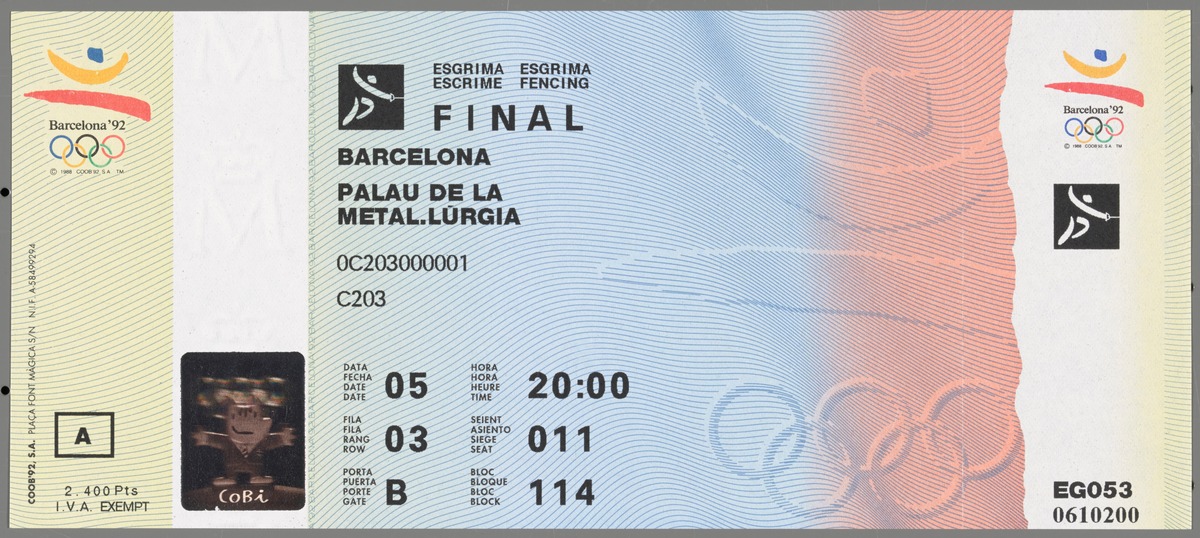 Barcelona'92
© 1988 COOB'92, S.A. TM
COOB'92, S.A. PLAÇA FONT MÀGICA S/N N.I.F. A-58499294
A
2.400 Pts
I.V.A. EXEMPT
CoBi
ESGRIMA ESGRIMA
ESCRIME FENCING
FINAL
BARCELONA
PALAU DE LA
METAL.LÚRGIA
0C203000001
C203
DATA
FECHA
DATE
DATE
05
HORA
HORA
HEURE
TIME
20:00
FILA
FILA
RANG
ROW
03
SEIENT
ASIENTO
SIEGE
SEAT
011
PORTA
PUERTA
PORTE
GATE
B
BLOC
BLOQUE
BLOC
BLOCK
114
Barcelona'92
© 1988 COOB'92, S.A. TM
EG053
0610200